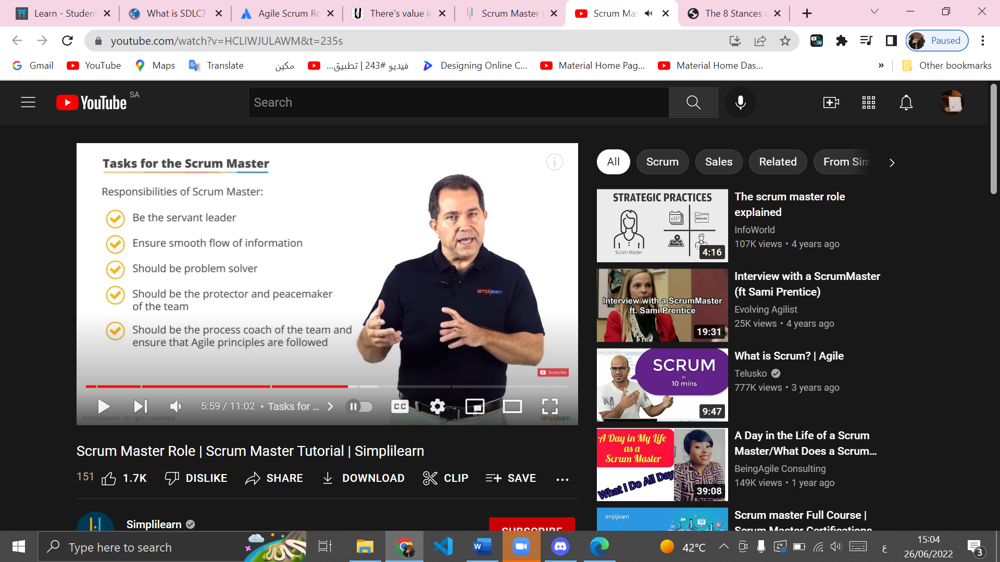 Learn - Student
What is SDLC?
Agile Scrum Ro
There's value in
Scrum Master
Scrum Mas
The 8 Stances
youtube.com/watch?v=HCLIWJULAWM&t=235s
Paused
Gmail
YouTube
Maps
Translate
مكين
فيديو #243 | تطبيق...
Designing Online C...
Material Home Pag...
Material Home Das...
»
Other bookmarks
YouTube SA
Search
Tasks for the Scrum Master
Responsibilities of Scrum Master:
Be the servant leader
Ensure smooth flow of information
Should be problem solver
Should be the protector and peacemaker
of the team
Should be the process coach of the team and
ensure that Agile principles are followed
simplilearn
Subscribe
5:59 / 11:02 • Tasks for ...
CC
©Simplilearn. All rights reserved.
simplilearn
Scrum Master Role | Scrum Master Tutorial | Simplilearn
151
1.7K
DISLIKE
SHARE
DOWNLOAD
CLIP
SAVE
Simplilearn
SUBSCRIBE
All
Scrum
Sales
Related
From Sim
STRATEGIC PRACTICES
BACKLOG
Scrum Master
4:16
The scrum master role
explained
InfoWorld
107K views • 4 years ago
Interview with a ScrumMaster
ft. Sami Prentice
19:31
Interview with a ScrumMaster
(ft Sami Prentice)
Evolving Agilist
25K views • 4 years ago
SCRUM
in
10 mins
9:47
What is Scrum? | Agile
Telusko
777K views • 3 years ago
A Day in My Life
as a
Scrum Master
What I Do All Day
39:08
A Day in the Life of a Scrum
Master/What Does a Scrum...
BeingAgile Consulting
149K views • 1 year ago
simplilearn
Scrum master Full Course |
Scrum Master Certifications
Type here to search
42°C
ع
15:04
26/06/2022
3